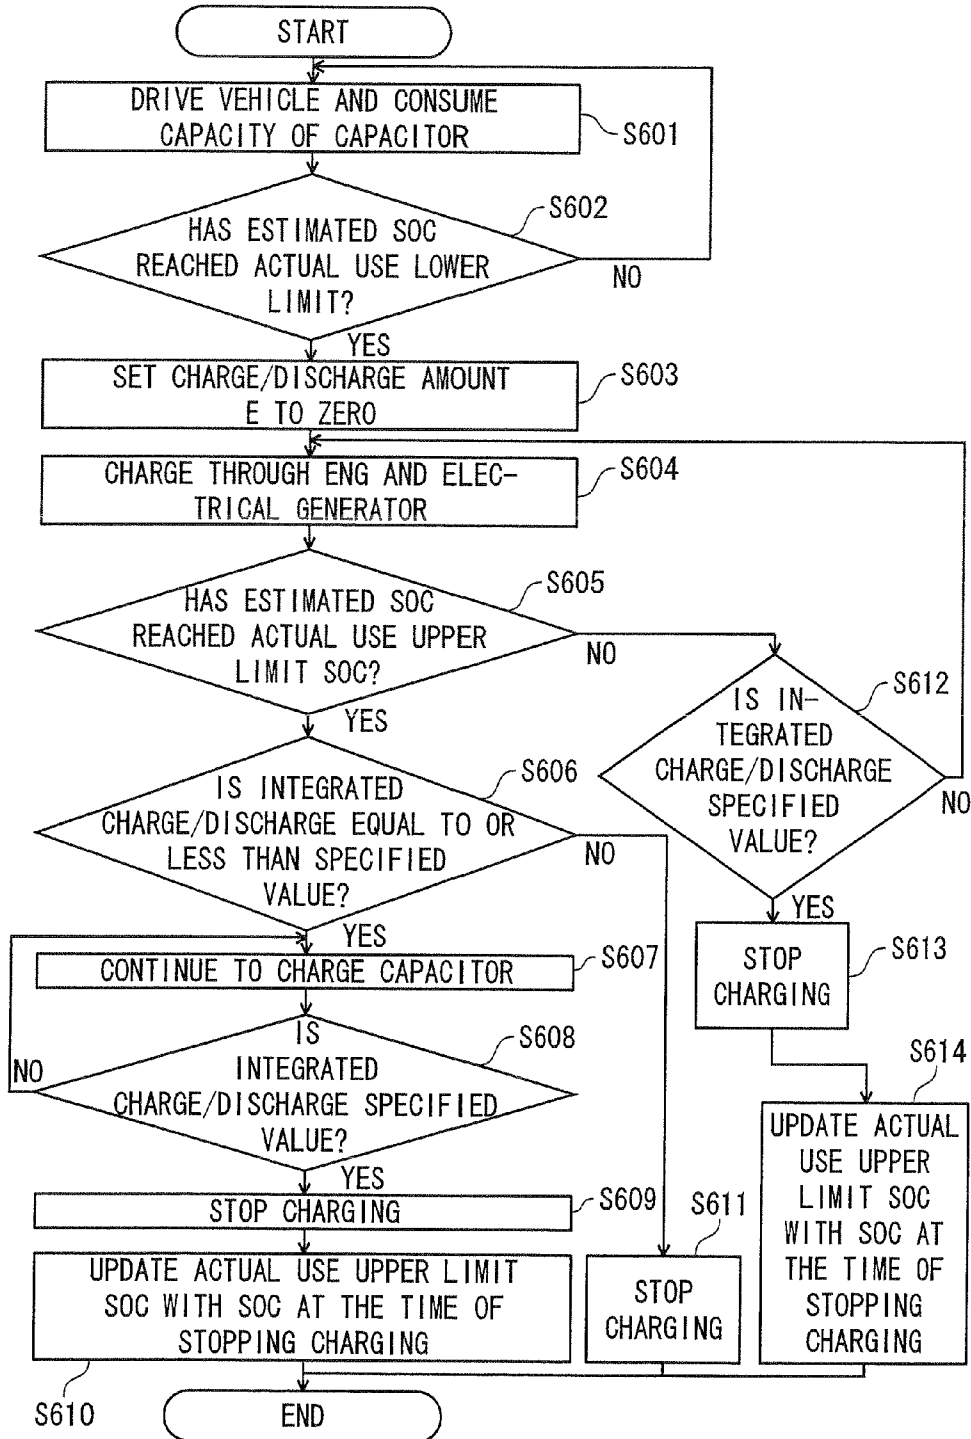 START
DRIVE VEHICLE AND CONSUME
CAPACITY OF CAPACITOR
S601
HAS ESTIMATED SOC
REACHED ACTUAL USE LOWER
LIMIT?
S602
NO
YES
SET CHARGE/DISCHARGE AMOUNT
E TO ZERO
S603
CHARGE THROUGH ENG AND ELEC-
TRICAL GENERATOR
S604
HAS ESTIMATED SOC
REACHED ACTUAL USE UPPER
LIMIT SOC?
S605
NO
YES
IS IN-
TEGRATED
CHARGE/DISCHARGE
SPECIFIED
VALUE?
S612
NO
YES
IS INTEGRATED
CHARGE/DISCHARGE EQUAL TO OR
LESS THAN SPECIFIED
VALUE?
S606
NO
YES
CONTINUE TO CHARGE CAPACITOR
S607
STOP
CHARGING
S613
IS
INTEGRATED
CHARGE/DISCHARGE SPECIFIED
VALUE?
S608
NO
YES
STOP CHARGING
S609
UPDATE ACTUAL USE UPPER LIMIT
SOC WITH SOC AT THE TIME OF
STOPPING CHARGING
S610
STOP
CHARGING
S611
UPDATE ACTUAL
USE UPPER
LIMIT SOC
WITH SOC AT
THE TIME OF
STOPPING
CHARGING
S614
END